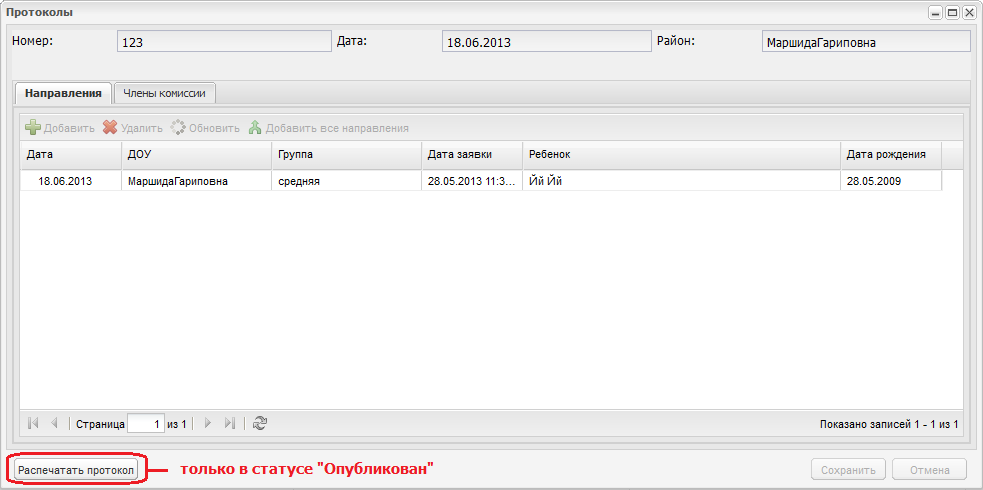 Протоколы
Номер: 123 Дата: 18.06.2013 Район: МаршидаГариповна
Направления Члены комиссии
Добавить Удалить Обновить Добавить все направления
Дата ДОУ Группа Дата заявки Ребенок Дата рождения
18.06.2013 МаршидаГариповна средняя 28.05.2013 11:3... Йй Йй 28.05.2009
Страница 1 из 1 Показано записей 1 - 1 из 1
Распечатать протокол только в статусе "Опубликован" Сохранить Отмена